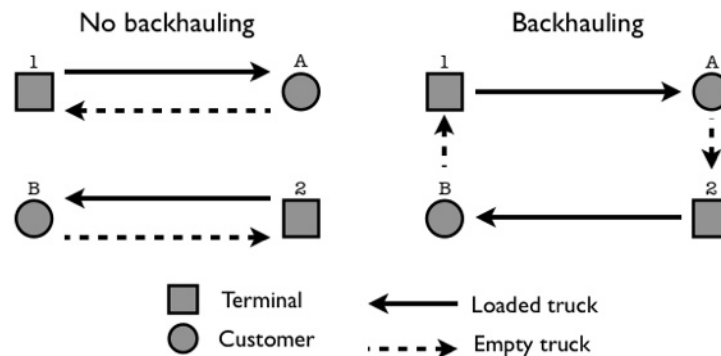 No backhauling
1
A
B
2
Backhauling
1
A
B
2
Terminal
Customer
Loaded truck
Empty truck